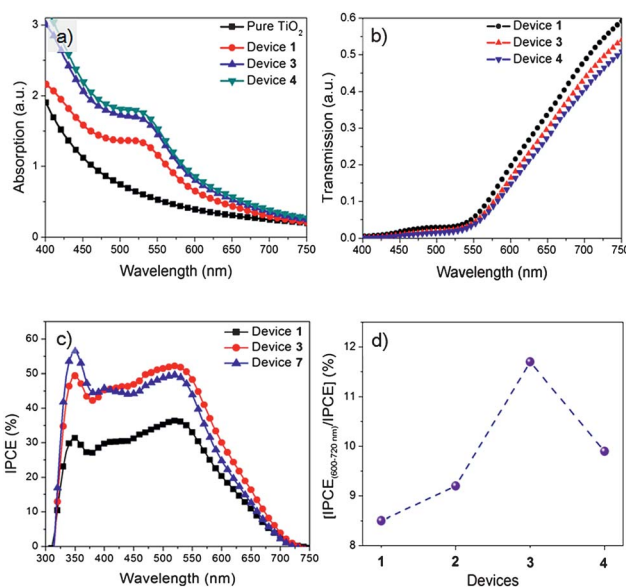 a)
Pure TiO2
Device 1
Device 3
Device 4
3
2
1
0
Absorption (a.u.)
400 450 500 550 600 650 700 750
Wavelength (nm)
b)
Device 1
Device 3
Device 4
0.6
0.5
0.4
0.3
0.2
0.1
0.0
Transmission (a.u.)
400 450 500 550 600 650 700 750
Wavelength (nm)
c)
Device 1
Device 3
Device 7
60
50
40
30
20
10
0
IPCE (%)
300 350 400 450 500 550 600 650 700 750
Wavelength (nm)
d)
12
11
10
9
8
[IPCE(600-720 nm)/IPCE] (%)
1 2 3 4
Devices